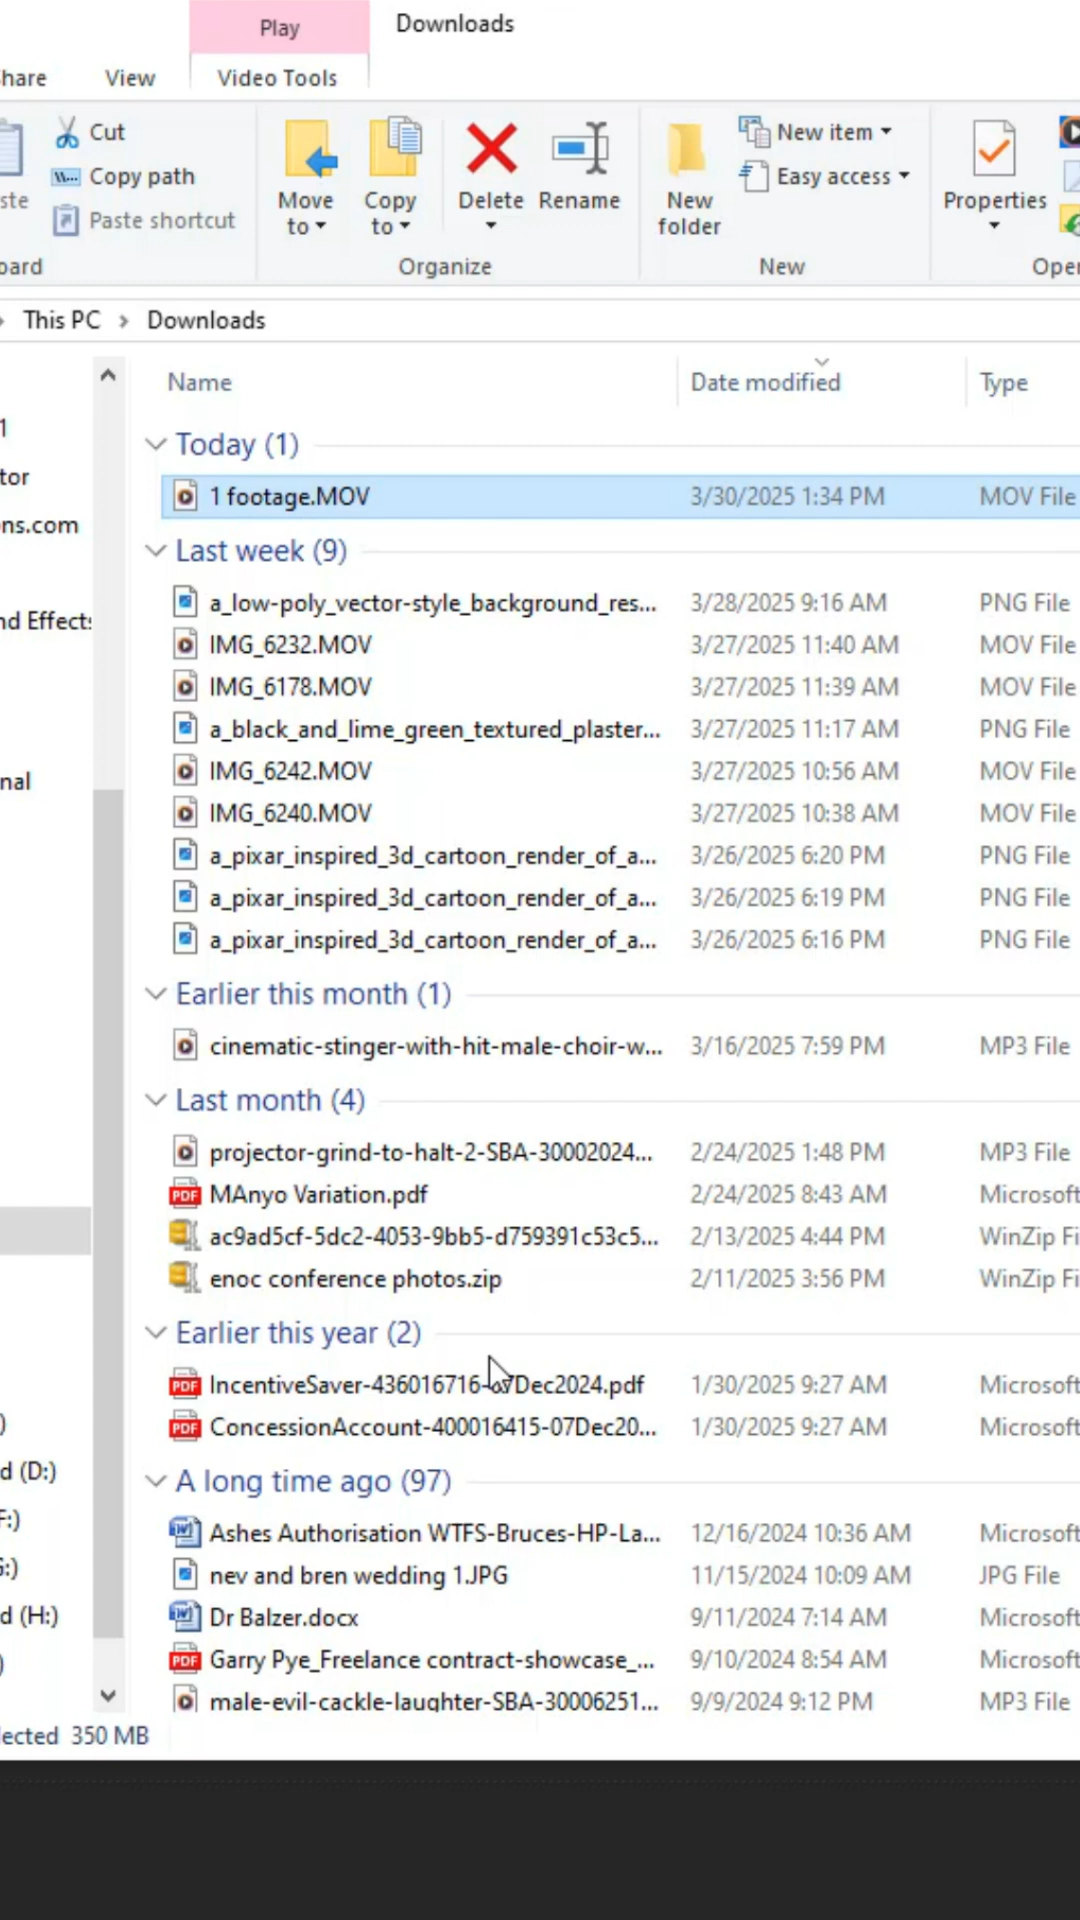 Play
Downloads
Share
View
Video Tools
Cut
Copy path
Paste shortcut
Move to
Copy to
Delete
Rename
New folder
New item
Easy access
Properties
Organize
New
This PC > Downloads
Name
Date modified
Type
Today (1)
1 footage.MOV 3/30/2025 1:34 PM MOV File
Last week (9)
a_low-poly_vector-style_background_res... 3/28/2025 9:16 AM PNG File
IMG_6232.MOV 3/27/2025 11:40 AM MOV File
IMG_6178.MOV 3/27/2025 11:39 AM MOV File
a_black_and_lime_green_textured_plaster... 3/27/2025 11:17 AM PNG File
IMG_6242.MOV 3/27/2025 10:56 AM MOV File
IMG_6240.MOV 3/27/2025 10:38 AM MOV File
a_pixar_inspired_3d_cartoon_render_of_a... 3/26/2025 6:20 PM PNG File
a_pixar_inspired_3d_cartoon_render_of_a... 3/26/2025 6:19 PM PNG File
a_pixar_inspired_3d_cartoon_render_of_a... 3/26/2025 6:16 PM PNG File
Earlier this month (1)
cinematic-stinger-with-hit-male-choir-w... 3/16/2025 7:59 PM MP3 File
Last month (4)
projector-grind-to-halt-2-SBA-30002024... 2/24/2025 1:48 PM MP3 File
MAnyo Variation.pdf 2/24/2025 8:43 AM Microsoft
ac9ad5cf-5dc2-4053-9bb5-d759391c53c5... 2/13/2025 4:44 PM WinZip Fi
enoc conference photos.zip 2/11/2025 3:56 PM WinZip Fi
Earlier this year (2)
IncentiveSaver-436016716-07Dec2024.pdf 1/30/2025 9:27 AM Microsoft
ConcessionAccount-400016415-07Dec20... 1/30/2025 9:27 AM Microsoft
A long time ago (97)
Ashes Authorisation WTFS-Bruces-HP-La... 12/16/2024 10:36 AM Microsoft
nev and bren wedding 1.JPG 11/15/2024 10:09 AM JPG File
Dr Balzer.docx 9/11/2024 7:14 AM Microsoft
Garry Pye_Freelance contract-showcase_... 9/10/2024 8:54 AM Microsoft
male-evil-cackle-laughter-SBA-30006251... 9/9/2024 9:12 PM MP3 File
350 MB